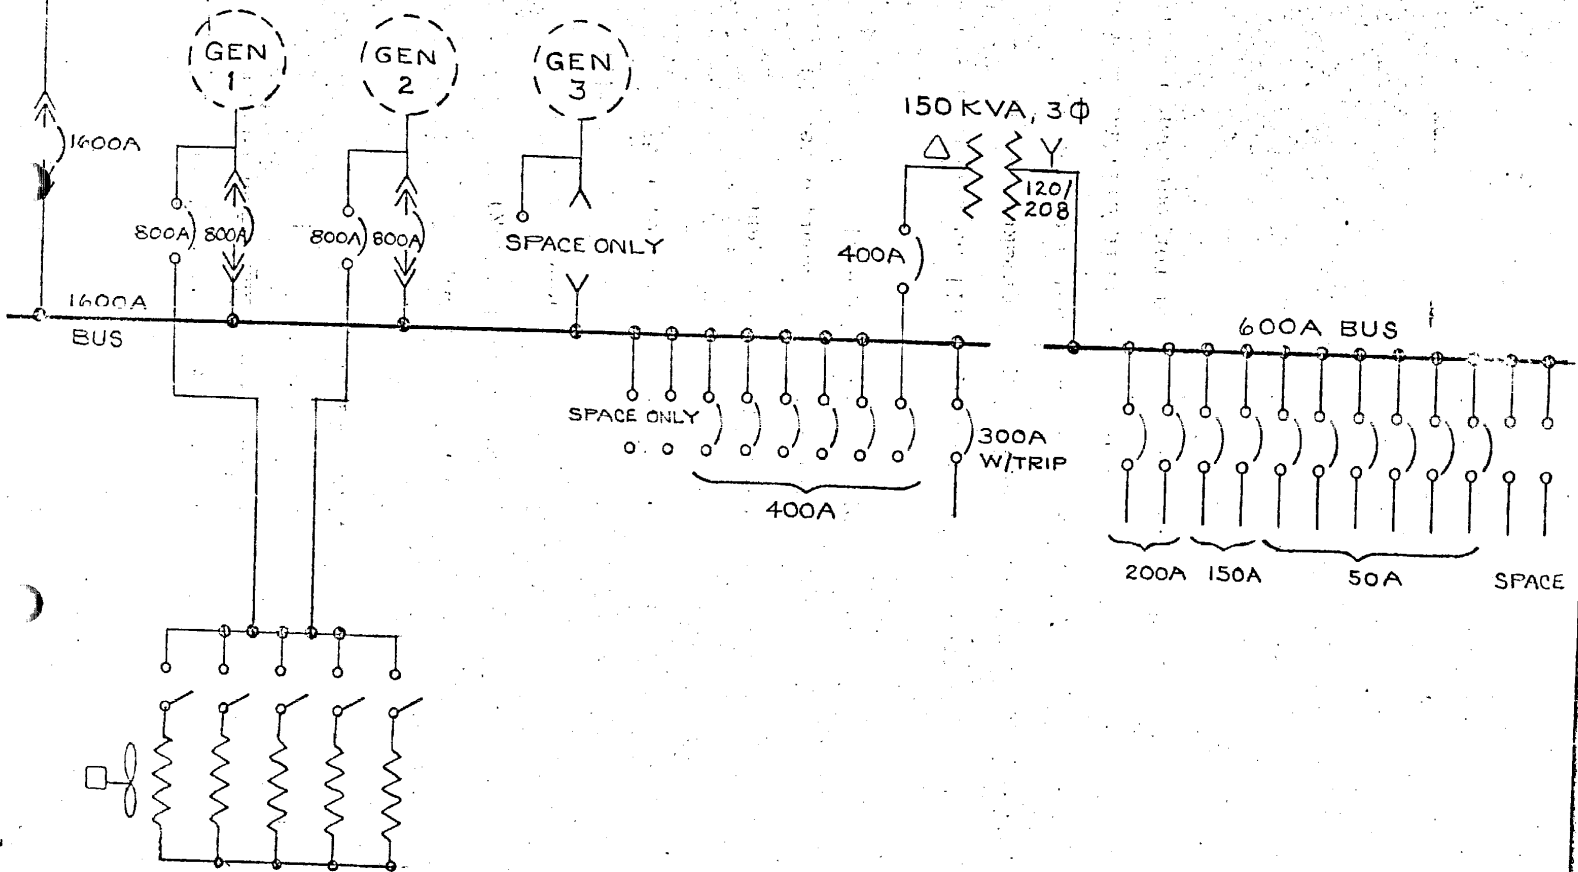 GEN
1
GEN
2
GEN
3
150 KVA, 3Φ
1600A
Δ
Y
120/
208
800A
800A
800A
800A
SPACE ONLY
400A
1600A
BUS
600A BUS
SPACE ONLY
300A
W/TRIP
400A
200A
150A
50A
SPACE